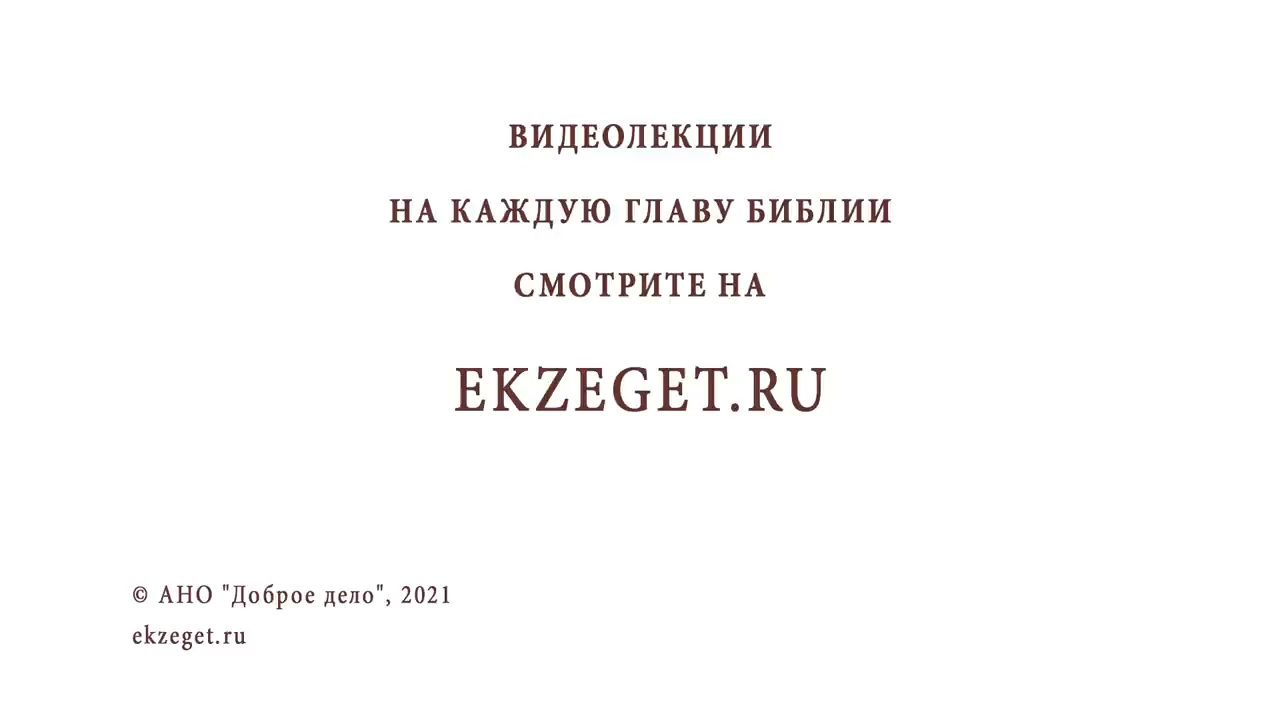 ВИДЕОЛЕКЦИИ
НА КАЖДУЮ ГЛАВУ БИБЛИИ
СМОТРИТЕ НА
EKZEGET.RU
© АНО "Доброе дело", 2021
ekzeget.ru